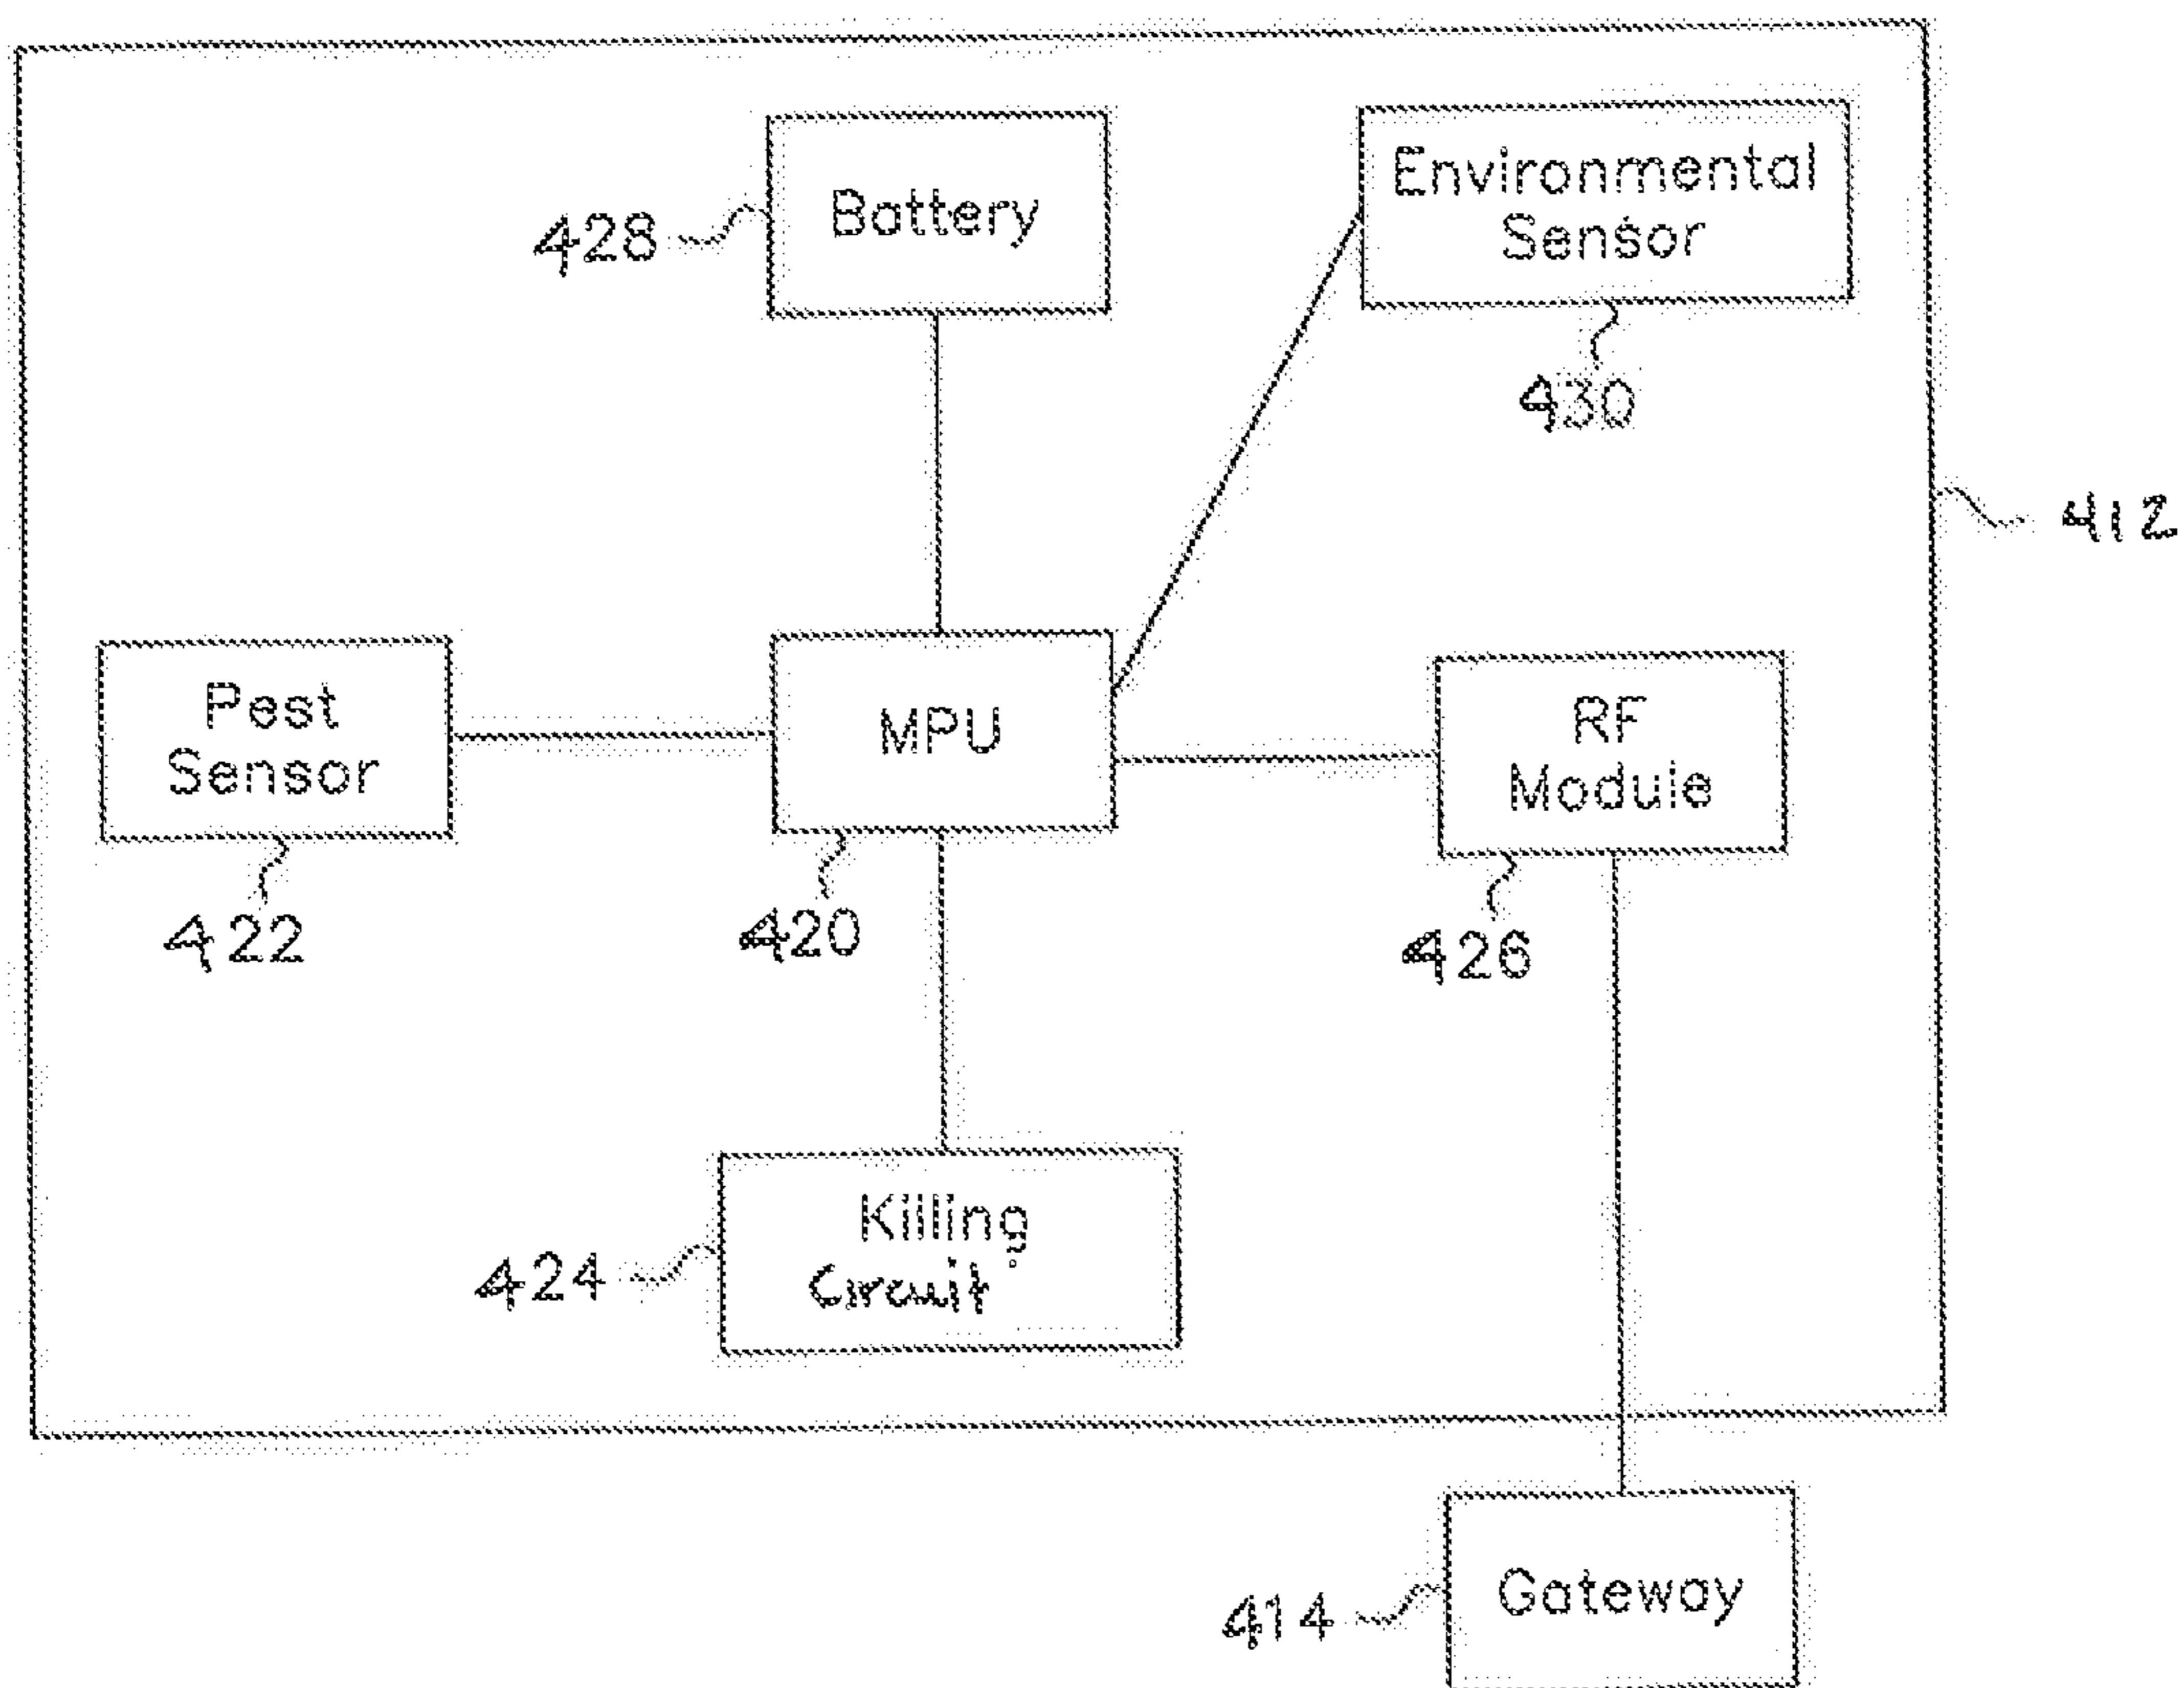 Battery
428
Environmental
Sensor
430
412
Pest
Sensor
422
MPU
420
RF
Module
426
Killing
Circuit
424
Gateway
414